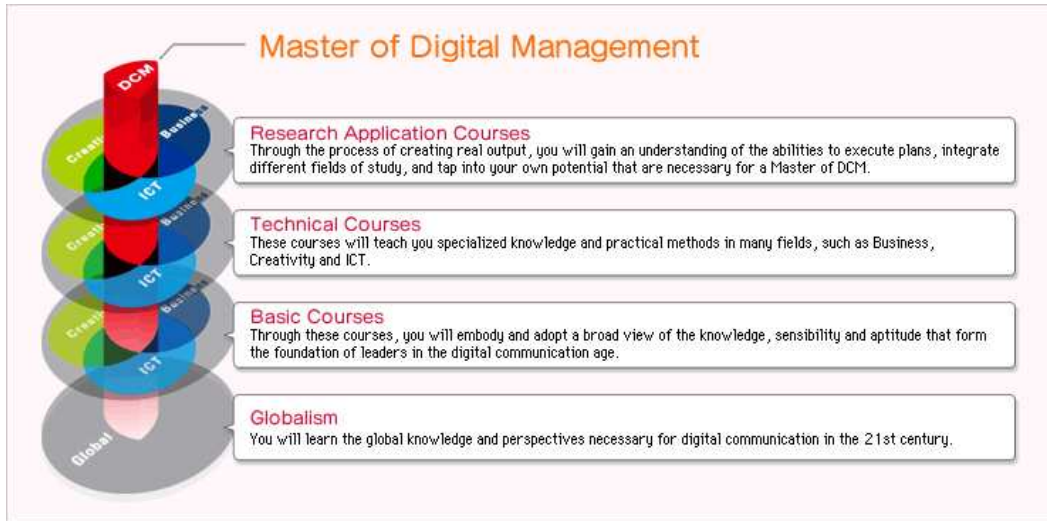 Master of Digital Management
DCM
Business
ICT
Research Application Courses
Through the process of creating real output, you will gain an understanding of the abilities to execute plans, integrate
different fields of study, and tap into your own potential that are necessary for a Master of DCM.
Business
ICT
Technical Courses
These courses will teach you specialized knowledge and practical methods in many fields, such as Business,
Creativity and ICT.
Business
ICT
Basic Courses
Through these courses, you will embody and adopt a broad view of the knowledge, sensibility and aptitude that form
the foundation of leaders in the digital communication age.
Global
Globalism
You will learn the global knowledge and perspectives necessary for digital communication in the 21st century.